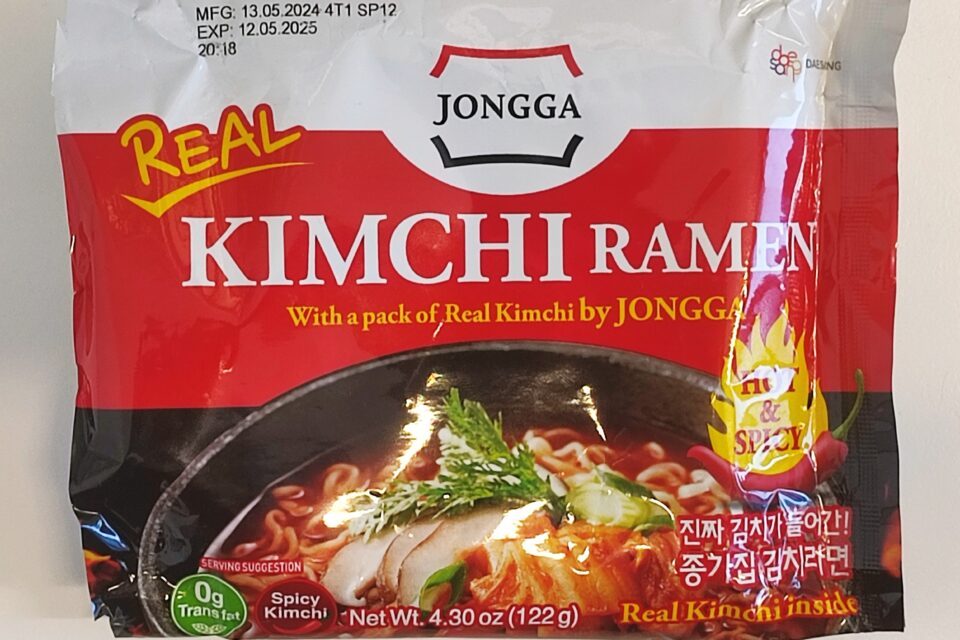 MFG: 13.05.2024 4T1 SP12
EXP: 12.05.2025
20:18
daesang DAESANG
JONGGA
REAL
KIMCHI RAMEN
With a pack of Real Kimchi by JONGGA
HOT
&
SPICY
진짜 김치가 들어간!
종가집 김치라면
Real Kimchi inside
SERVING SUGGESTION
0g
Trans fat
Spicy
Kimchi
Net Wt. 4.30 oz (122g)